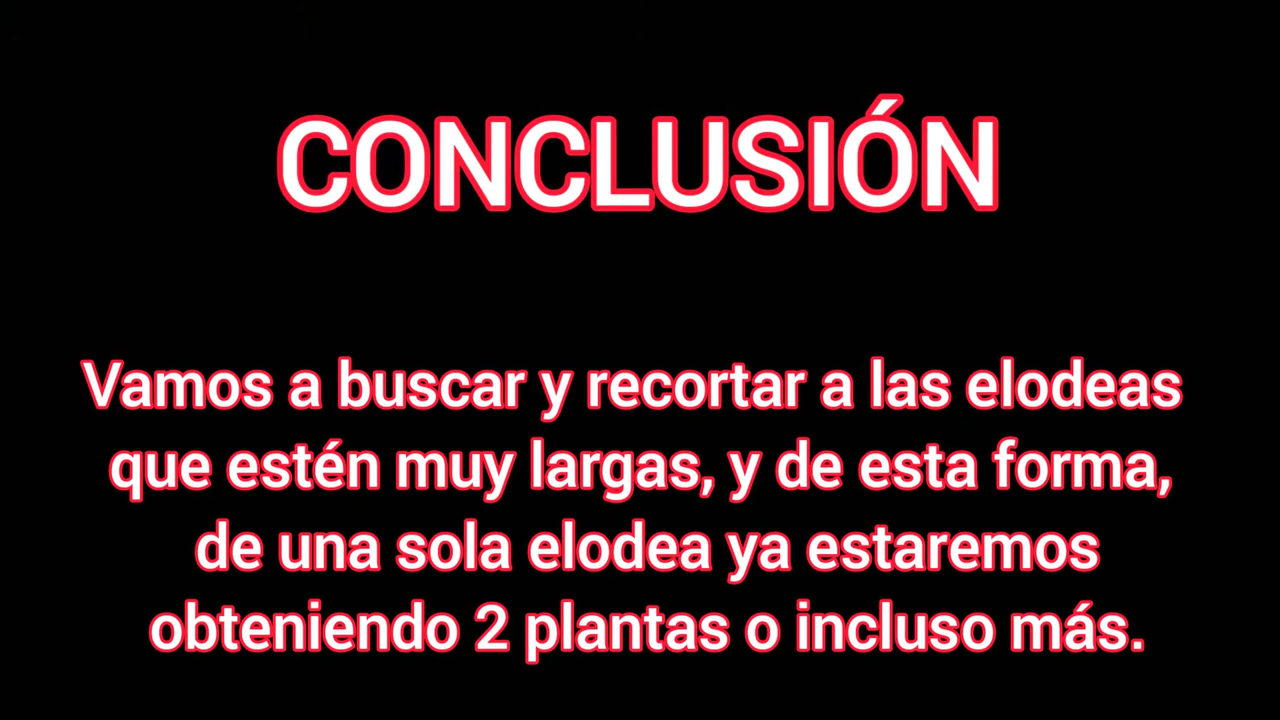 CONCLUSIÓN
Vamos a buscar y recortar a las elodeas
que estén muy largas, y de esta forma,
de una sola elodea ya estaremos
obteniendo 2 plantas o incluso más.